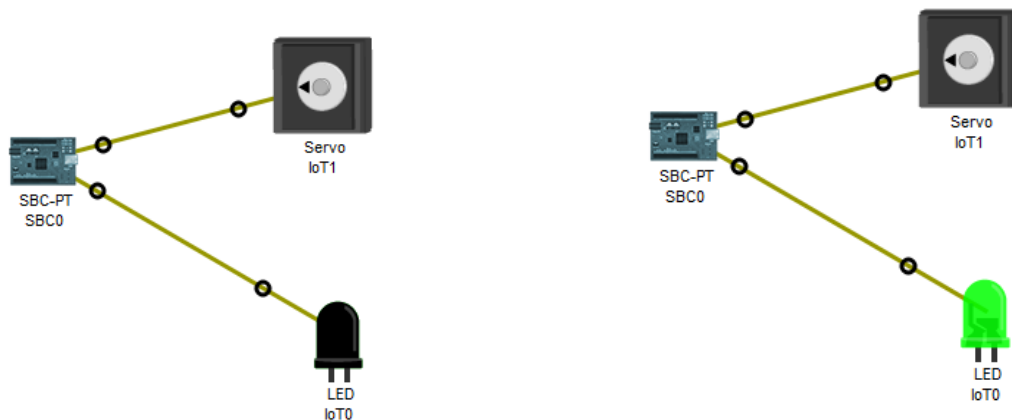 Servo
IoT1
SBC-PT
SBC0
LED
IoT0
Servo
IoT1
SBC-PT
SBC0
LED
IoT0